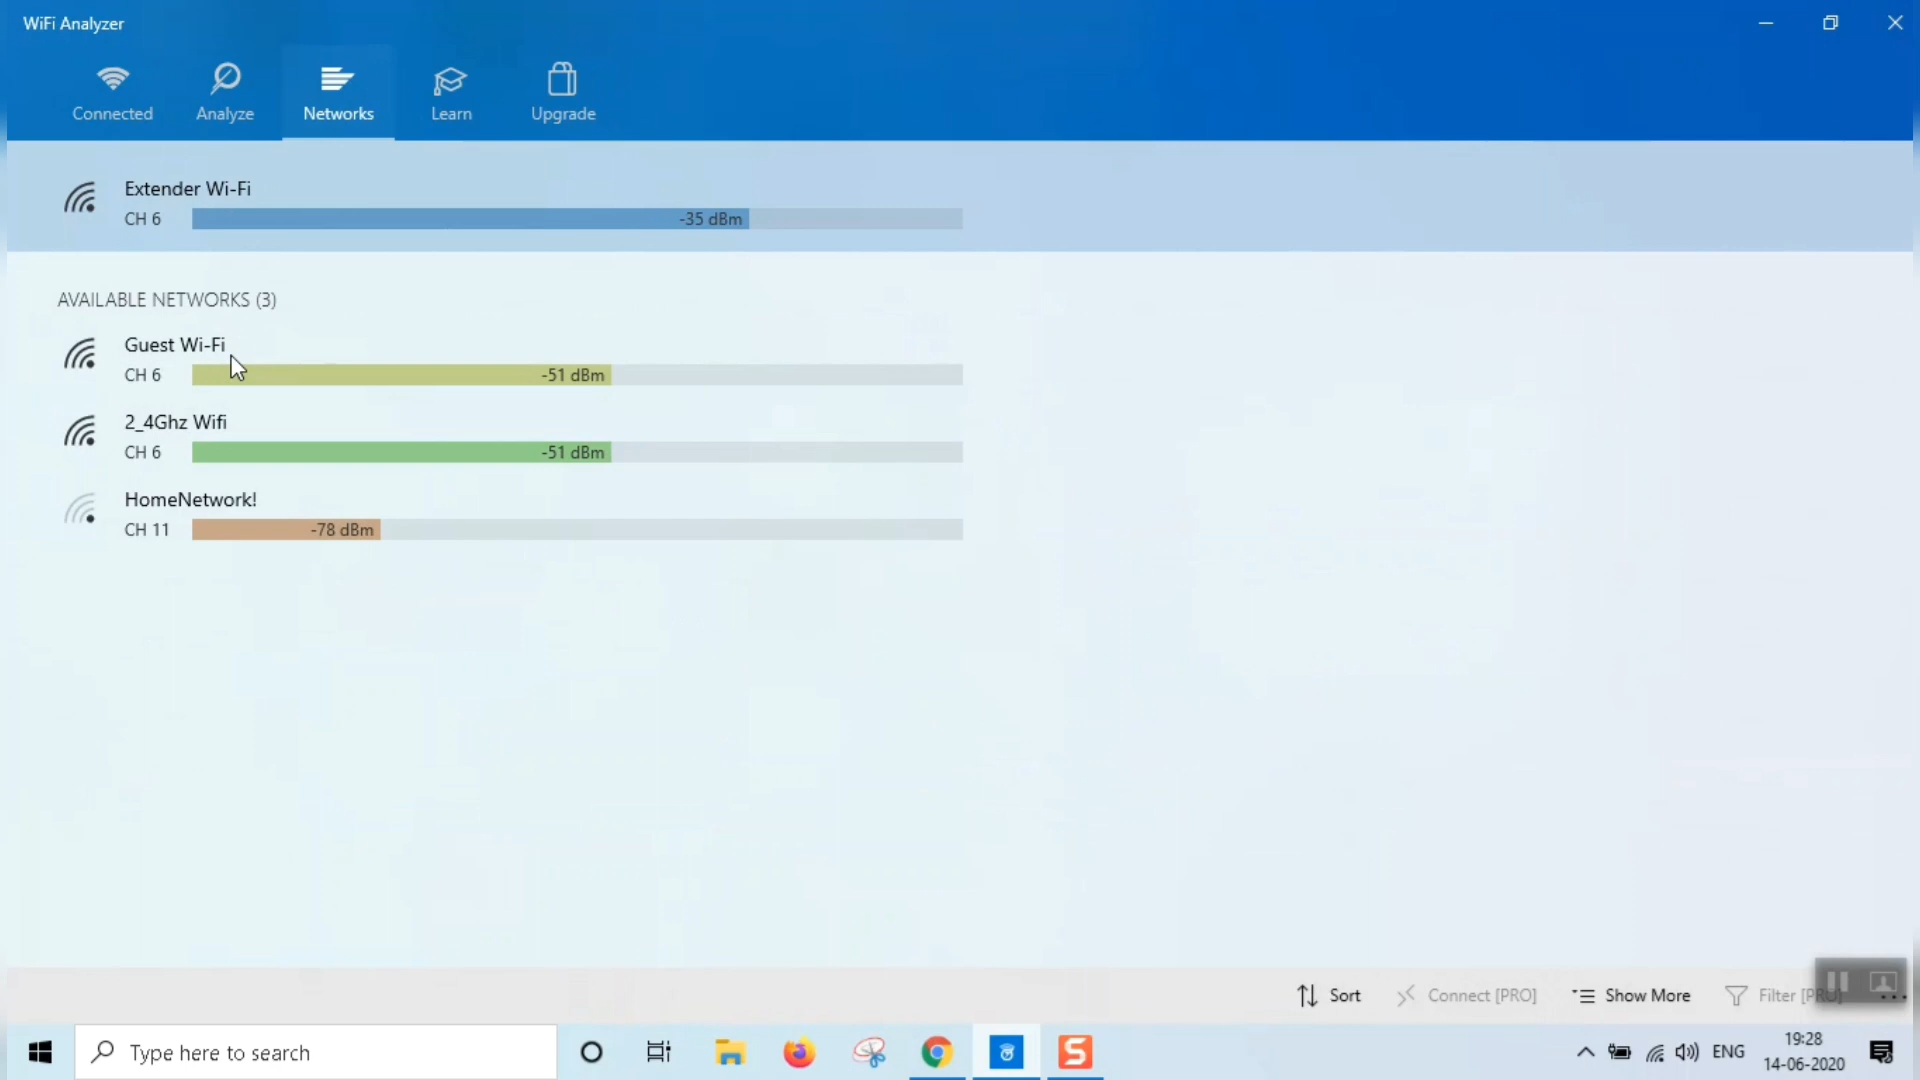 WiFi Analyzer
Connected
Analyze
Networks
Learn
Upgrade
Extender Wi-Fi
CH 6
-35 dBm
AVAILABLE NETWORKS (3)
Guest Wi-Fi
CH 6
-51 dBm
2_4Ghz Wifi
CH 6
-51 dBm
HomeNetwork!
CH 11
-78 dBm
Sort
Connect [PRO]
Show More
Filter [PRO]
Type here to search
S
ENG
19:28
14-06-2020